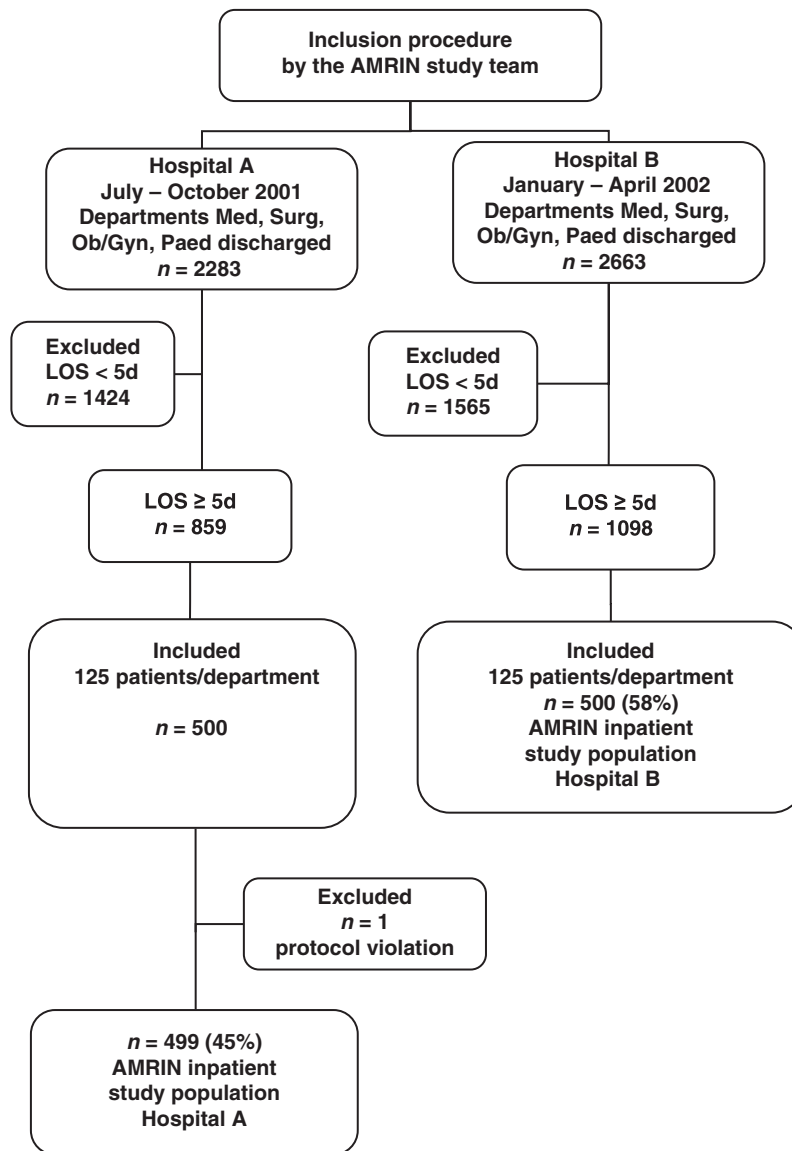 Inclusion procedure
by the AMRIN study team
Hospital A
July – October 2001
Departments Med, Surg,
Ob/Gyn, Paed discharged
n = 2283
Hospital B
January – April 2002
Departments Med, Surg,
Ob/Gyn, Paed discharged
n = 2663
Excluded
LOS < 5d
n = 1424
Excluded
LOS < 5d
n = 1565
LOS ≥ 5d
n = 859
LOS ≥ 5d
n = 1098
Included
125 patients/department
n = 500
Included
125 patients/department
n = 500 (58%)
AMRIN inpatient
study population
Hospital B
Excluded
n = 1
protocol violation
n = 499 (45%)
AMRIN inpatient
study population
Hospital A